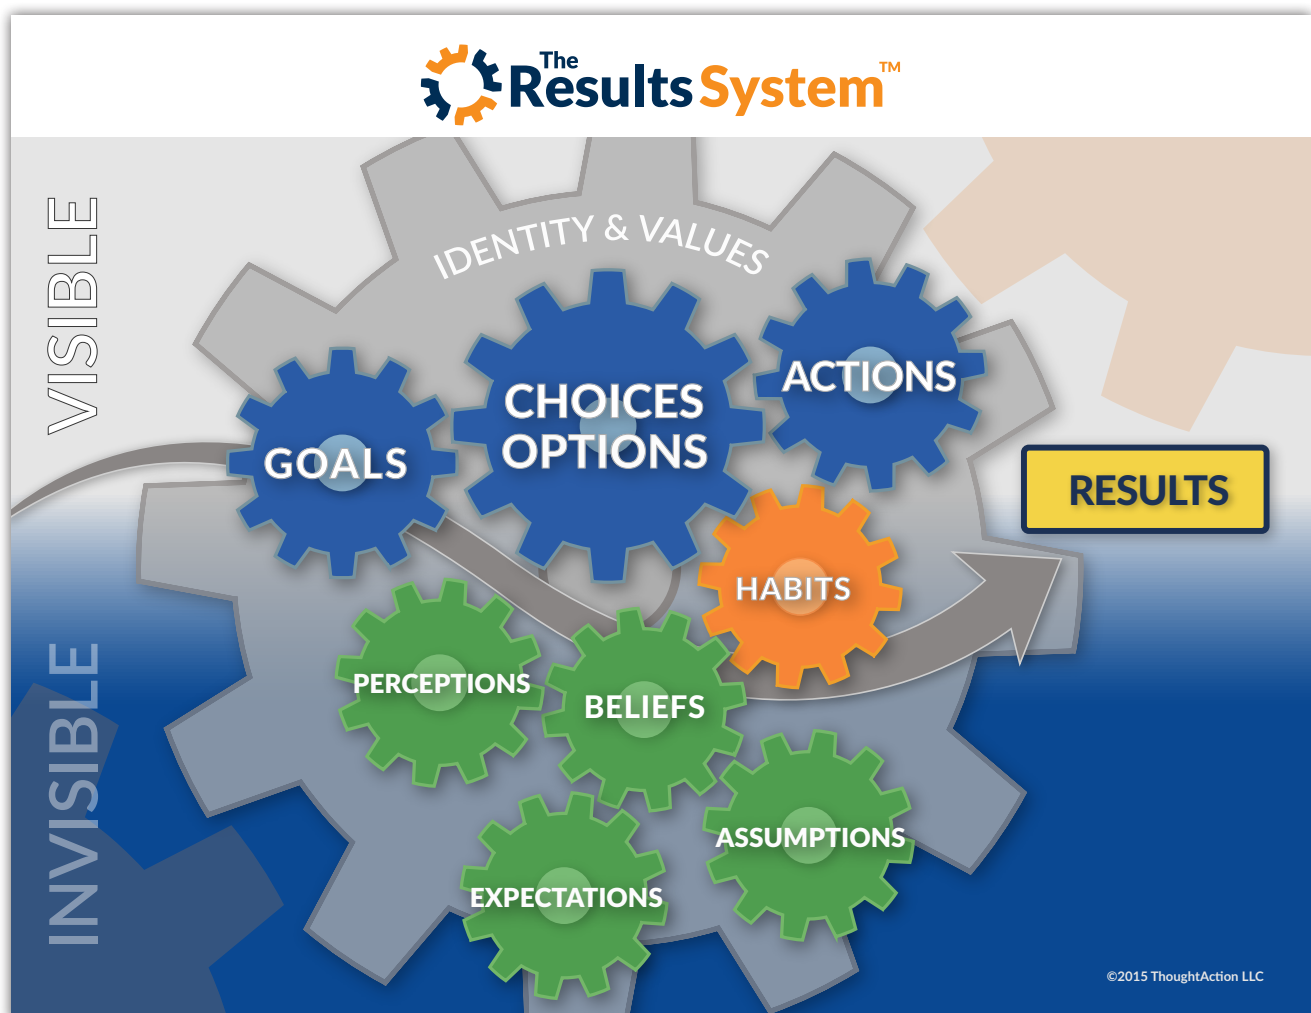 The
Results System™
VISIBLE
IDENTITY & VALUES
ACTIONS
CHOICES
OPTIONS
GOALS
RESULTS
HABITS
PERCEPTIONS
BELIEFS
ASSUMPTIONS
EXPECTATIONS
INVISIBLE
©2015 ThoughtAction LLC